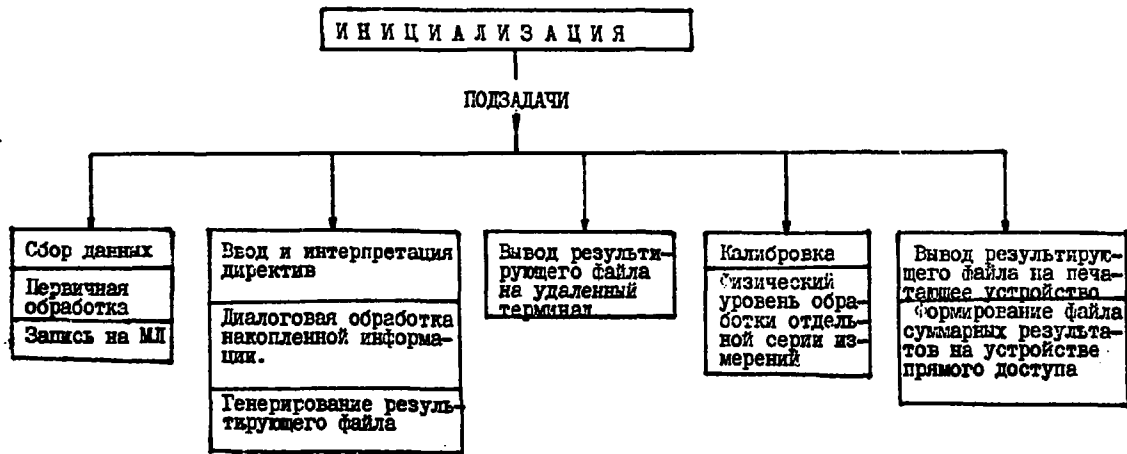 ИНИЦИАЛИЗАЦИЯ
ПОДЗАДАЧИ
Сбор данных
Первичная
обработка
Запись на МЛ
Ввод и интерпретация
директив
Диалоговая обработка
накопленной информа-
ции.
Генерирование резуль-
тирующего файла
Вывод результи-
рующего файла
на удаленный
терминал
Калибровка
Физический
уровень обра-
ботки отдель-
ной серии из-
мерений
Вывод результирую-
щего файла на печа-
тающее устройство
Формирование файла
суммарных результа-
тов на устройстве
прямого доступа